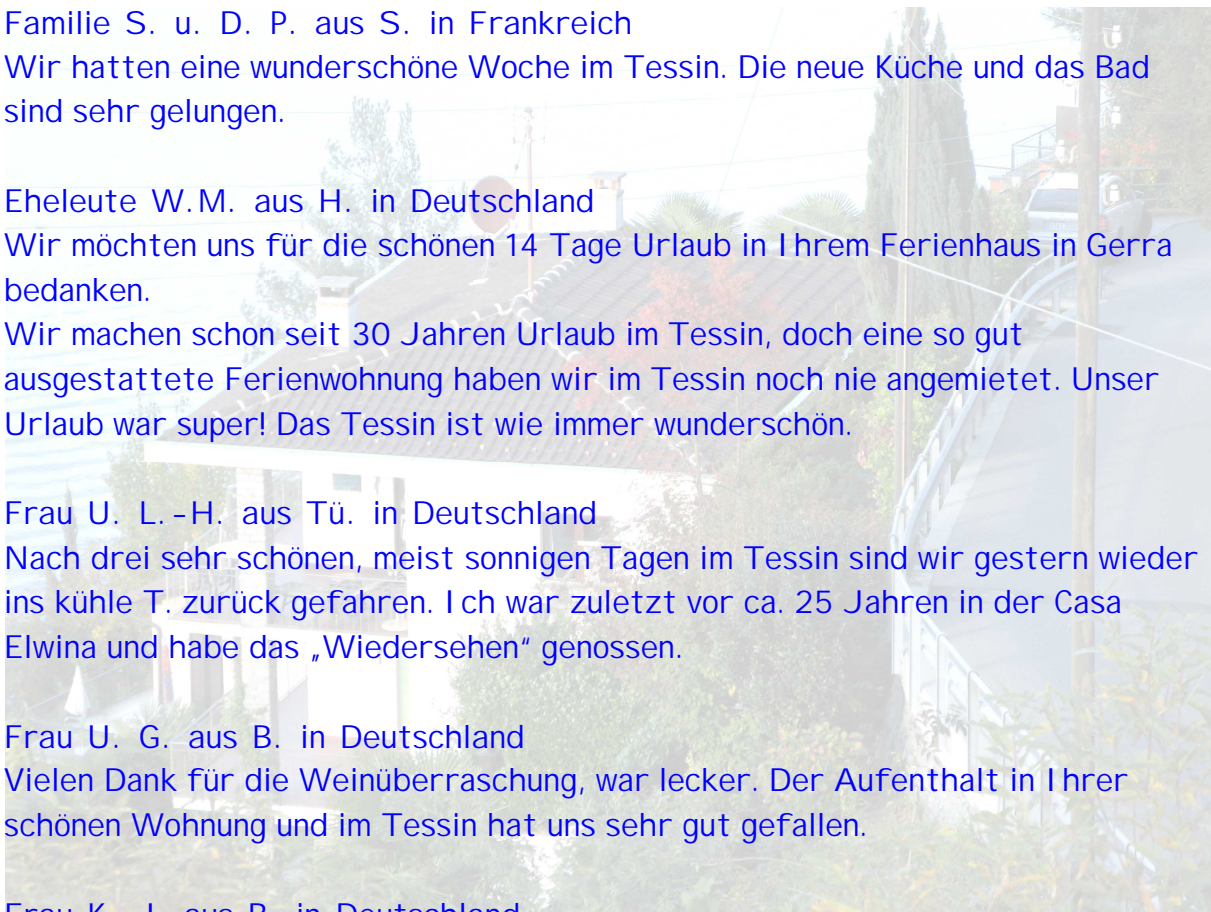 Familie S. u. D. P. aus S. in Frankreich
Wir hatten eine wunderschöne Woche im Tessin. Die neue Küche und das Bad
sind sehr gelungen.
Eheleute W.M. aus H. in Deutschland
Wir möchten uns für die schönen 14 Tage Urlaub in Ihrem Ferienhaus in Gerra
bedanken.
Wir machen schon seit 30 Jahren Urlaub im Tessin, doch eine so gut
ausgestattete Ferienwohnung haben wir im Tessin noch nie angemietet. Unser
Urlaub war super! Das Tessin ist wie immer wunderschön.
Frau U. L.-H. aus Tü. in Deutschland
Nach drei sehr schönen, meist sonnigen Tagen im Tessin sind wir gestern wieder
ins kühle T. zurück gefahren. Ich war zuletzt vor ca. 25 Jahren in der Casa
Elwina und habe das „Wiedersehen“ genossen.
Frau U. G. aus B. in Deutschland
Vielen Dank für die Weinüberraschung, war lecker. Der Aufenthalt in Ihrer
schönen Wohnung und im Tessin hat uns sehr gut gefallen.
Frau K. J. aus B. in Deutschland